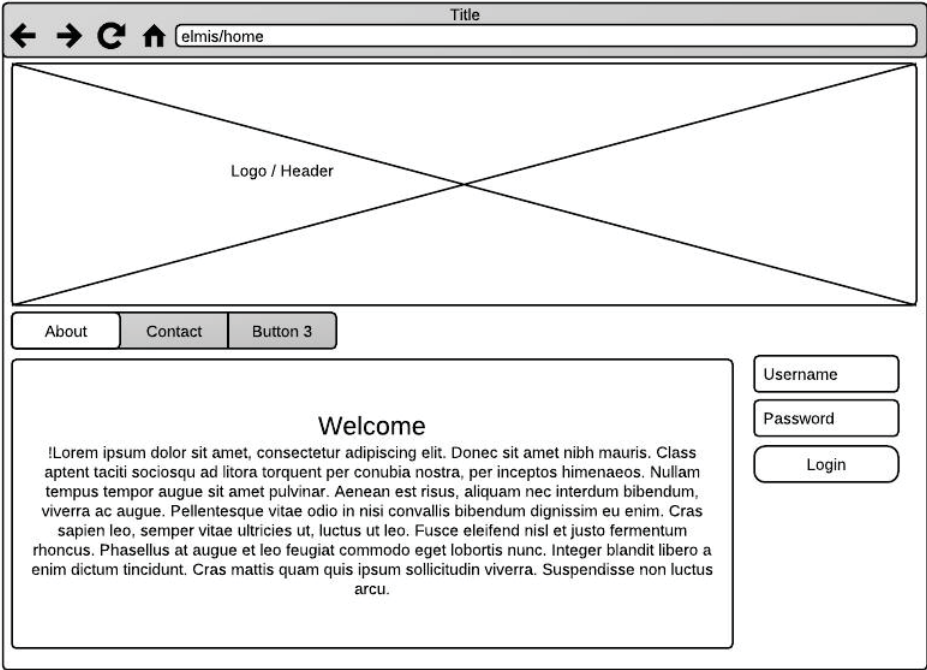 Title
elmis/home
Logo / Header
About
Contact
Button 3
Username
Password
Login
Welcome
!Lorem ipsum dolor sit amet, consectetur adipiscing elit. Donec sit amet nibh mauris. Class
aptent taciti sociosqu ad litora torquent per conubia nostra, per inceptos himenaeos. Nullam
tempus tempor augue sit amet pulvinar. Aenean est risus, aliquam nec interdum bibendum,
viverra ac augue. Pellentesque vitae odio in nisi convallis bibendum dignissim eu enim. Cras
sapien leo, semper vitae ultricies ut, luctus ut leo. Fusce eleifend nisl et justo fermentum
rhoncus. Phasellus at augue et leo feugiat commodo eget lobortis nunc. Integer blandit libero a
enim dictum tincidunt. Cras mattis quam quis ipsum sollicitudin viverra. Suspendisse non luctus
arcu.